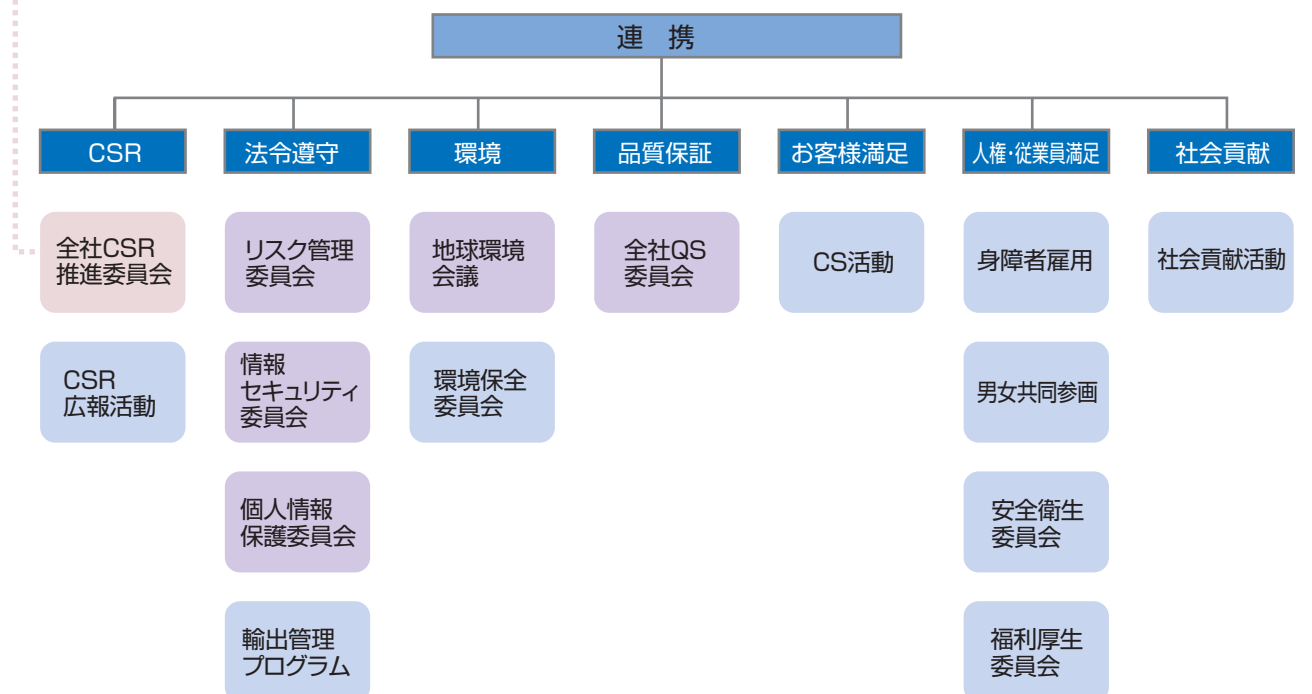 連 携
CSR
法令遵守
環境
品質保証
お客様満足
人権・従業員満足
社会貢献
全社CSR
推進委員会
リスク管理
委員会
地球環境
会議
全社QS
委員会
CS活動
身障者雇用
社会貢献活動
CSR
広報活動
情報
セキュリティ
委員会
環境保全
委員会
男女共同参画
個人情報
保護委員会
安全衛生
委員会
輸出管理
プログラム
福利厚生
委員会